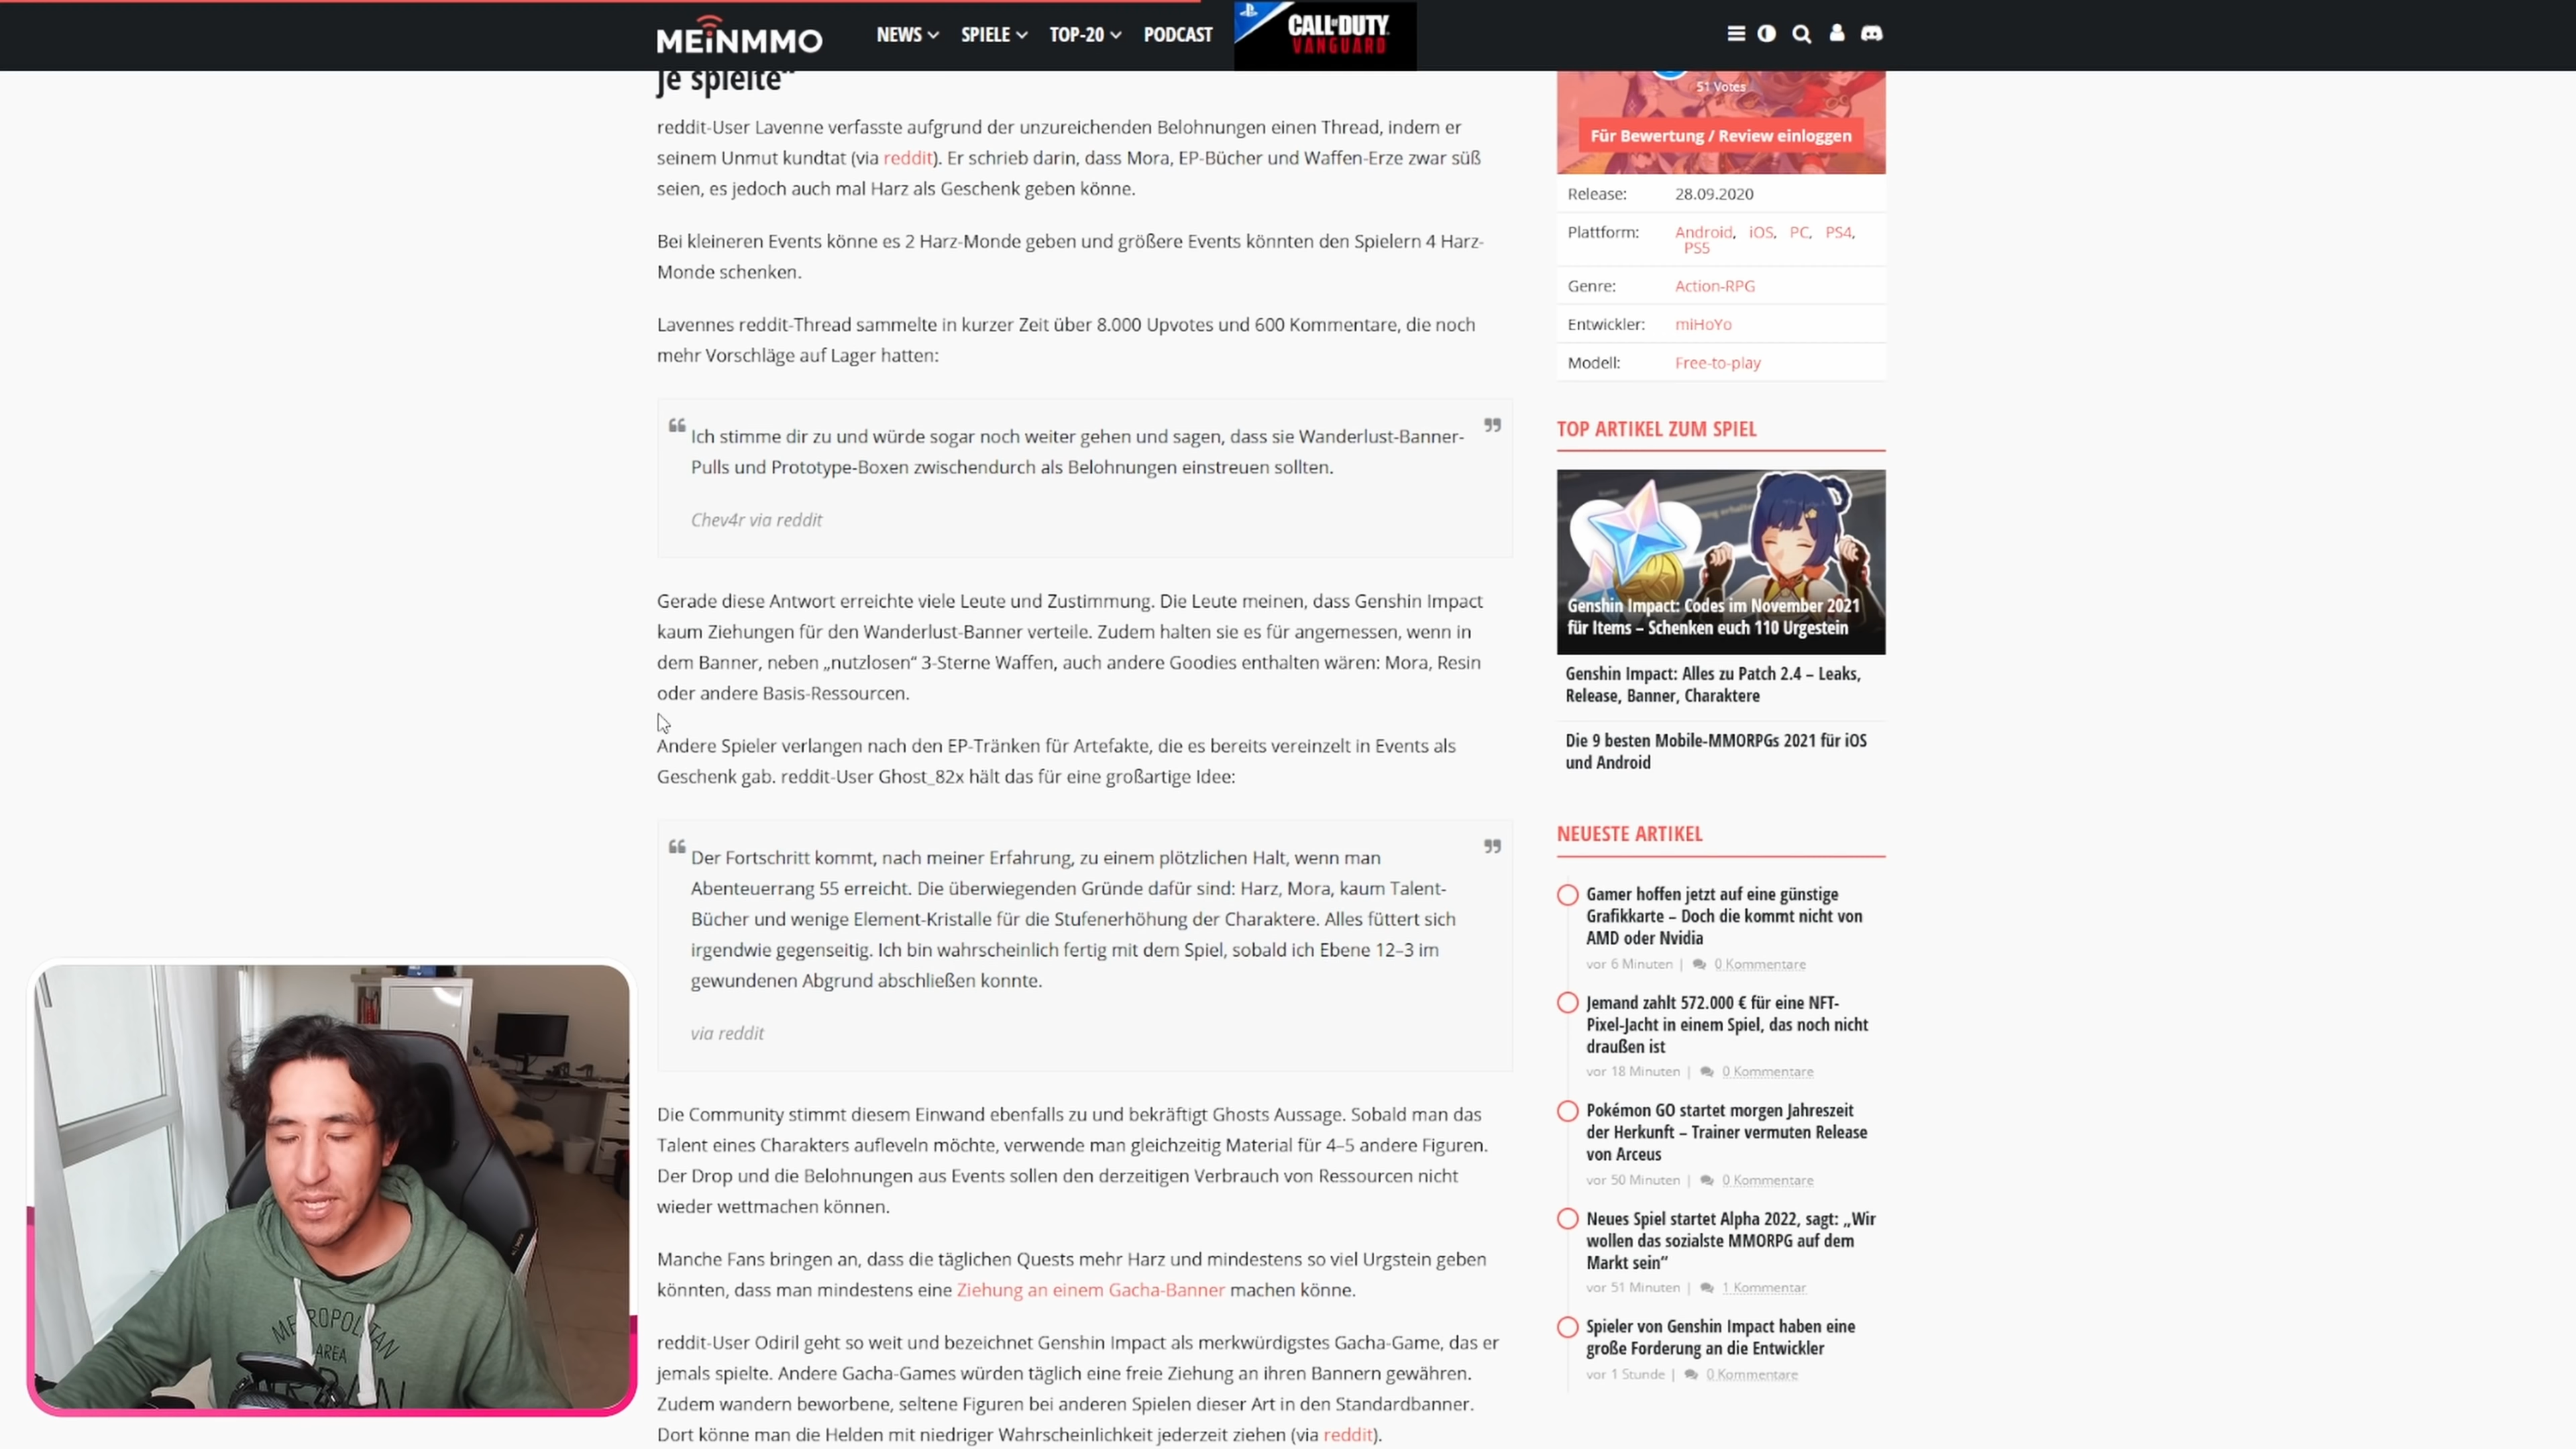 MEiNMMO
NEWS
SPIELE
TOP-20
PODCAST
CALL OF DUTY
VANGUARD
je spielte“
reddit-User Lavenne verfasste aufgrund der unzureichenden Belohnungen einen Thread, indem er
seinem Unmut kundtat (via reddit). Er schrieb darin, dass Mora, EP-Bücher und Waffen-Erze zwar süß
seien, es jedoch auch mal Harz als Geschenk geben könne.
Bei kleineren Events könne es 2 Harz-Monde geben und größere Events könnten den Spielern 4 Harz-
Monde schenken.
Lavennes reddit-Thread sammelte in kurzer Zeit über 8.000 Upvotes und 600 Kommentare, die noch
mehr Vorschläge auf Lager hatten:
Ich stimme dir zu und würde sogar noch weiter gehen und sagen, dass sie Wanderlust-Banner-
Pulls und Prototype-Boxen zwischendurch als Belohnungen einstreuen sollten.
Chev4r via reddit
Gerade diese Antwort erreichte viele Leute und Zustimmung. Die Leute meinen, dass Genshin Impact
kaum Ziehungen für den Wanderlust-Banner verteile. Zudem halten sie es für angemessen, wenn in
dem Banner, neben „nutzlosen“ 3-Sterne Waffen, auch andere Goodies enthalten wären: Mora, Resin
oder andere Basis-Ressourcen.
Andere Spieler verlangen nach den EP-Tränken für Artefakte, die es bereits vereinzelt in Events als
Geschenk gab. reddit-User Ghost_82x hält das für eine großartige Idee:
Der Fortschritt kommt, nach meiner Erfahrung, zu einem plötzlichen Halt, wenn man
Abenteuerrang 55 erreicht. Die überwiegenden Gründe dafür sind: Harz, Mora, kaum Talent-
Bücher und wenige Element-Kristalle für die Stufenerhöhung der Charaktere. Alles füttert sich
irgendwie gegenseitig. Ich bin wahrscheinlich fertig mit dem Spiel, sobald ich Ebene 12–3 im
gewundenen Abgrund abschließen konnte.
via reddit
Die Community stimmt diesem Einwand ebenfalls zu und bekräftigt Ghosts Aussage. Sobald man das
Talent eines Charakters aufleveln möchte, verwende man gleichzeitig Material für 4–5 andere Figuren.
Der Drop und die Belohnungen aus Events sollen den derzeitigen Verbrauch von Ressourcen nicht
wieder wettmachen können.
Manche Fans bringen an, dass die täglichen Quests mehr Harz und mindestens so viel Urgstein geben
könnten, dass man mindestens eine Ziehung an einem Gacha-Banner machen könne.
reddit-User Odiril geht so weit und bezeichnet Genshin Impact als merkwürdigstes Gacha-Game, das er
jemals spielte. Andere Gacha-Games würden täglich eine freie Ziehung an ihren Bannern gewähren.
Zudem wandern beworbene, seltene Figuren bei anderen Spielen dieser Art in den Standardbanner.
Dort könne man die Helden mit niedriger Wahrscheinlichkeit jederzeit ziehen (via reddit).
51 Votes
Für Bewertung / Review einloggen
Release: 28.09.2020
Plattform: Android, iOS, PC, PS4,
PS5
Genre: Action-RPG
Entwickler: miHoYo
Modell: Free-to-play
TOP ARTIKEL ZUM SPIEL
Genshin Impact: Codes im November 2021
für Items – Schenken euch 110 Urgestein
Genshin Impact: Alles zu Patch 2.4 – Leaks,
Release, Banner, Charaktere
Die 9 besten Mobile-MMORPGs 2021 für iOS
und Android
NEUESTE ARTIKEL
Gamer hoffen jetzt auf eine günstige
Grafikkarte – Doch die kommt nicht von
AMD oder Nvidia
vor 6 Minuten | 0 Kommentare
Jemand zahlt 572.000 € für eine NFT-
Pixel-Jacht in einem Spiel, das noch nicht
draußen ist
vor 18 Minuten | 0 Kommentare
Pokémon GO startet morgen Jahreszeit
der Herkunft – Trainer vermuten Release
von Arceus
vor 50 Minuten | 0 Kommentare
Neues Spiel startet Alpha 2022, sagt: „Wir
wollen das sozialste MMORPG auf dem
Markt sein“
vor 51 Minuten | 1 Kommentar
Spieler von Genshin Impact haben eine
große Forderung an die Entwickler
vor 1 Stunde | 0 Kommentare
METROPOLITAN
AREA